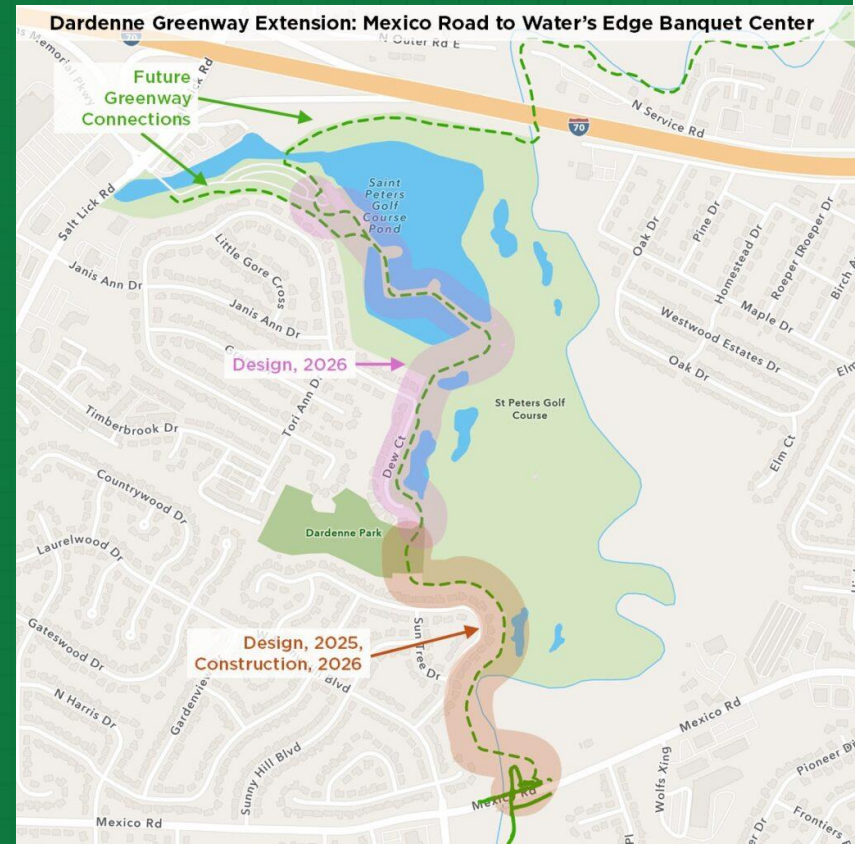 Dardenne Greenway Extension: Mexico Road to Water's Edge Banquet Center
70
N Outer Rd E
Memorial Pkwy
Future
Greenway
Connections
N Service Rd
70
Salt Lick Rd
Saint
Peters
Golf
Course
Pond
Little Gore Cross
Janis Ann Dr
Janis Ann Dr
Oak Dr
Pine Dr
Homestead Dr
Roeper Dr
Maple Dr
Westwood Estates Dr
Oak Dr
Design, 2026
Tori Ann Dr
St Peters Golf
Course
Timberbrook Dr
Dew Ct
Elm Ct
Countrywood Dr
Dardenne Park
Laurelwood Dr
Design, 2025,
Construction, 2026
Sun Tree Dr
Gateswood Dr
Blvd
N Harris Dr
Sunny Hill Blvd
Mexico Rd
Wolfs Xing
Mexico Rd
Mexico Rd